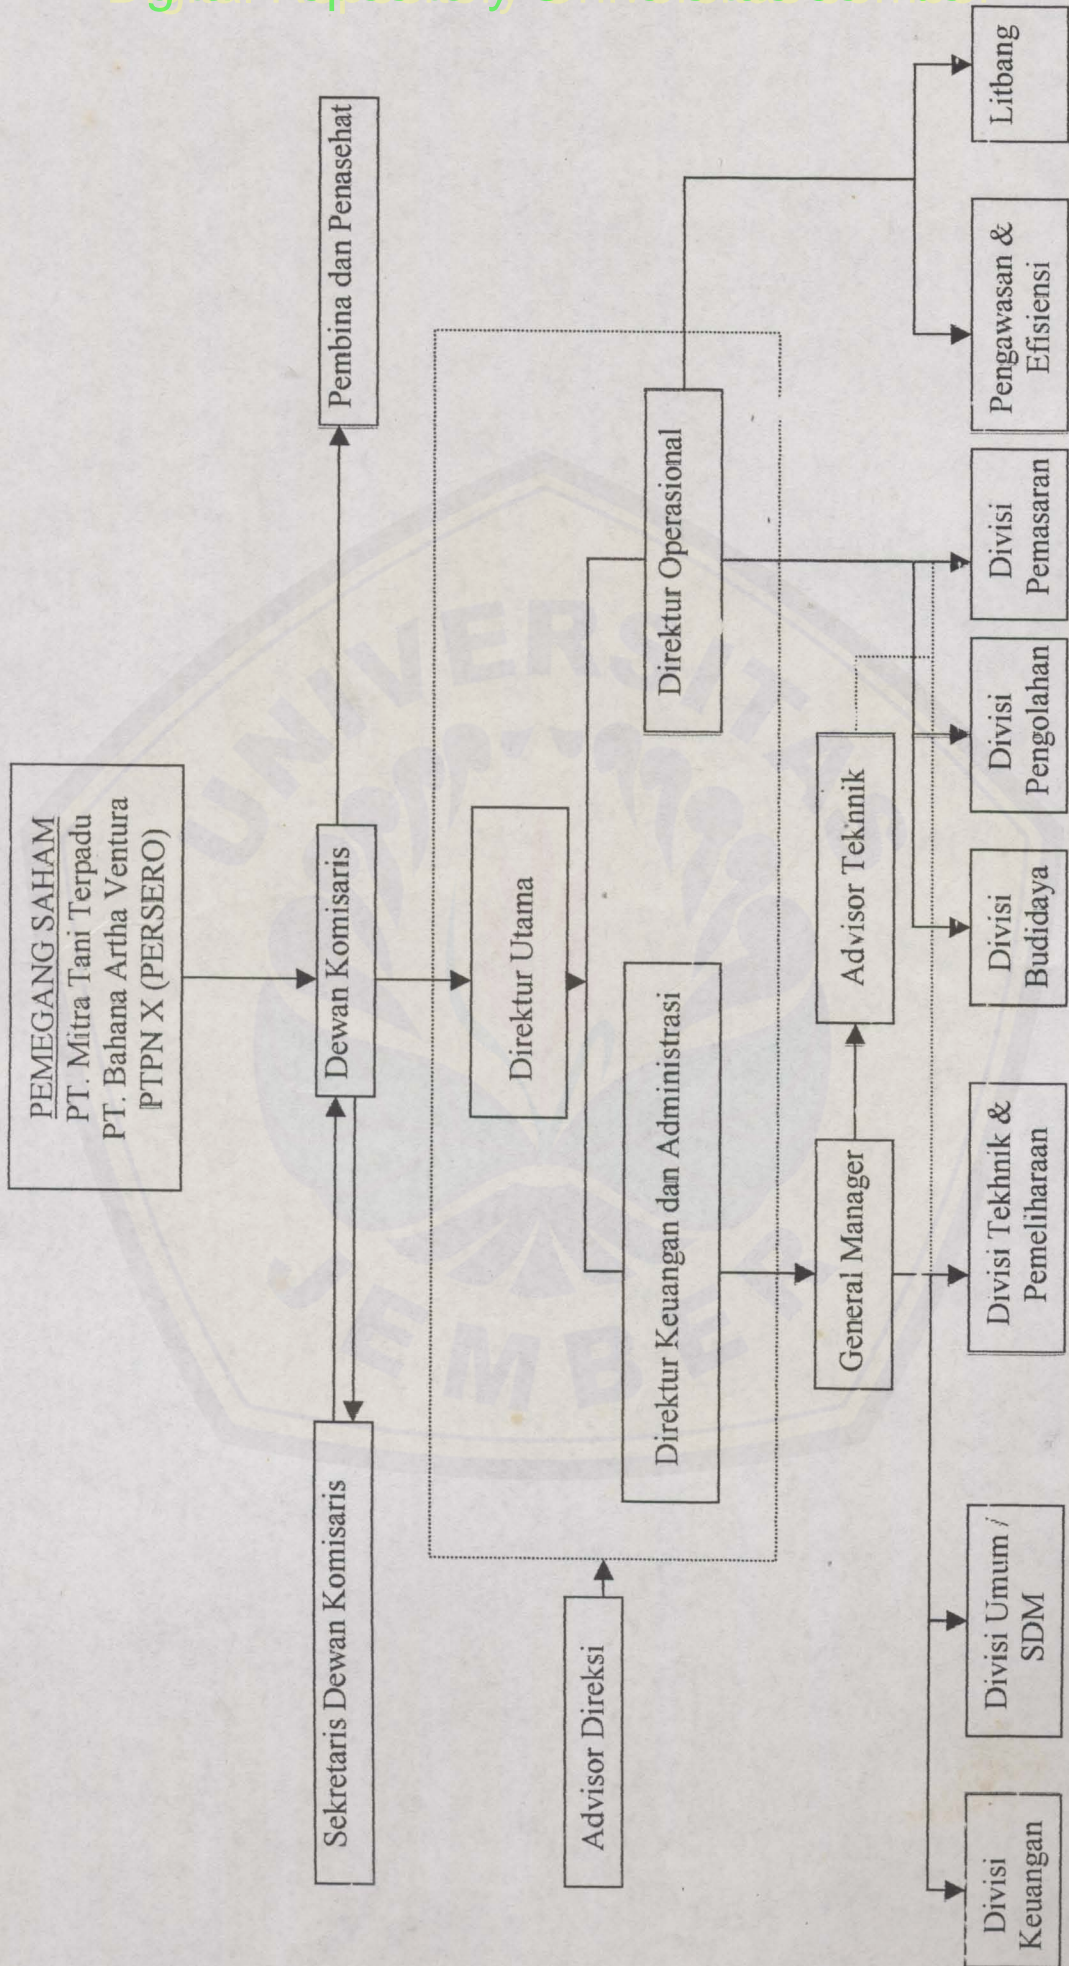 PEMEGANG SAHAM
PT. Mitra Tani Terpadu
PT. Bahana Artha Ventura
PTPN X (PERSERO)
Sekretaris Dewan Komisaris
Dewan Komisaris
Pembina dan Penasehat
Direktur Utama
Advisor Direksi
Direktur Keuangan dan Administrasi
Direktur Operasional
General Manager
Advisor Teknnik
Divisi
Keuangan
Divisi Umum /
SDM
Divisi Tekhnik &
Pemeliharaan
Divisi
Budidaya
Divisi
Pengolahan
Divisi
Pemasaran
Pengawasan &
Efisiensi
Litbang
UNIVERSITAS
JEMBER